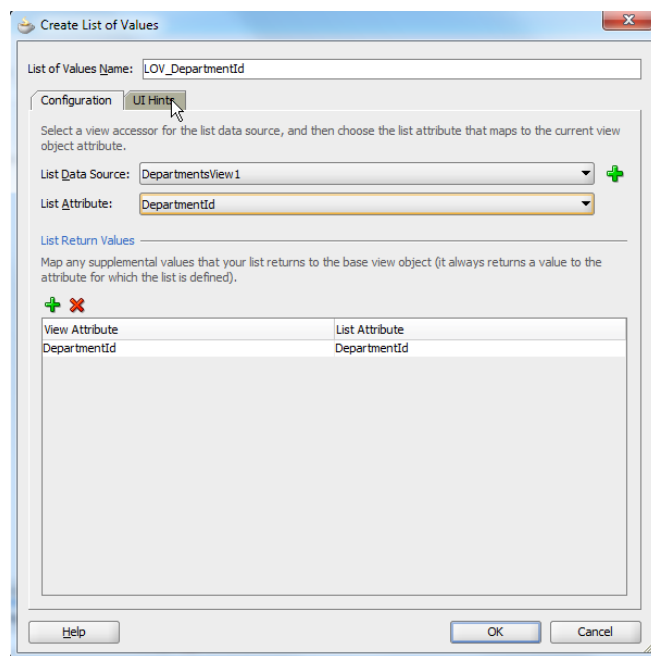 Create List of Values
List of Values Name: LOV_DepartmentId
Configuration UI Hints
Select a view accessor for the list data source, and then choose the list attribute that maps to the current view
object attribute.
List Data Source: DepartmentsView1
List Attribute: DepartmentId
List Return Values
Map any supplemental values that your list returns to the base view object (it always returns a value to the
attribute for which the list is defined).
View Attribute List Attribute
DepartmentId DepartmentId
Help OK Cancel